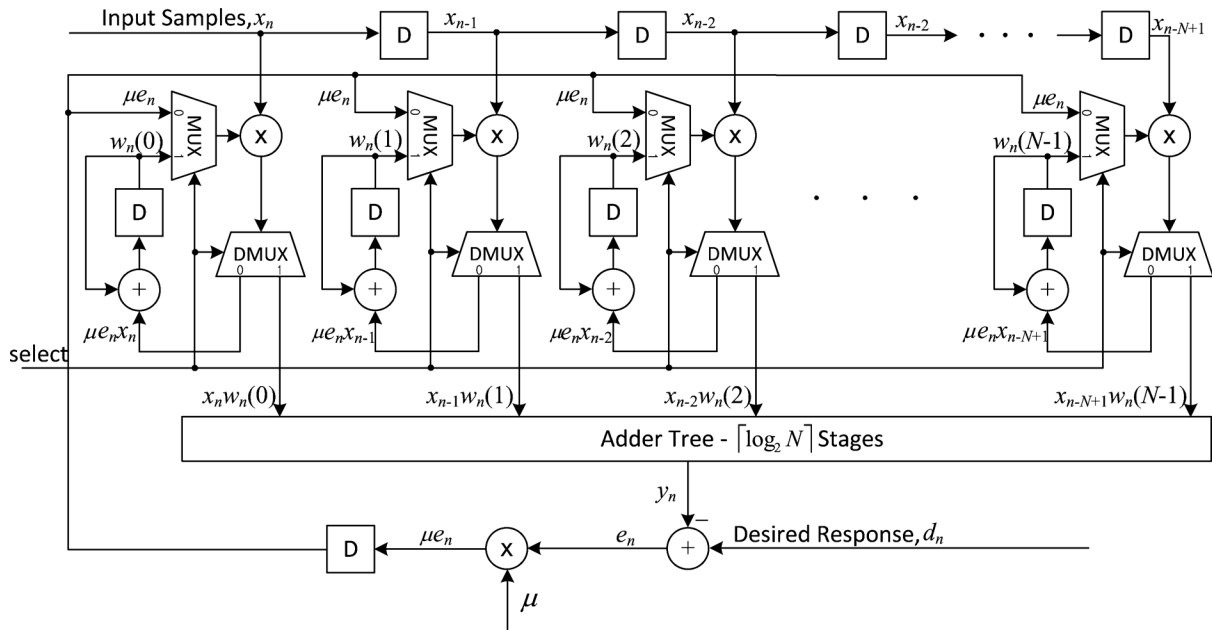 Input Samples, xₙ
D
xₙ₋₁
D
xₙ₋₂
D
xₙ₋₂
. . .
D
xₙ₋N₊₁
μeₙ
0
MUX
1
wₙ(0)
x
D
+
DMUX
0 1
μeₙxₙ
μeₙ
0
MUX
1
wₙ(1)
x
D
+
DMUX
0 1
μeₙxₙ₋₁
μeₙ
0
MUX
1
wₙ(2)
x
D
+
DMUX
0 1
μeₙxₙ₋₂
. . .
μeₙ
0
MUX
1
wₙ(N-1)
x
D
+
DMUX
0 1
μeₙxₙ₋N₊₁
select
xₙwₙ(0)
xₙ₋₁wₙ(1)
xₙ₋₂wₙ(2)
xₙ₋N₊₁wₙ(N-1)
Adder Tree - ⌈log₂ N⌉ Stages
yₙ
−
+
Desired Response, dₙ
eₙ
x
μeₙ
D
μ